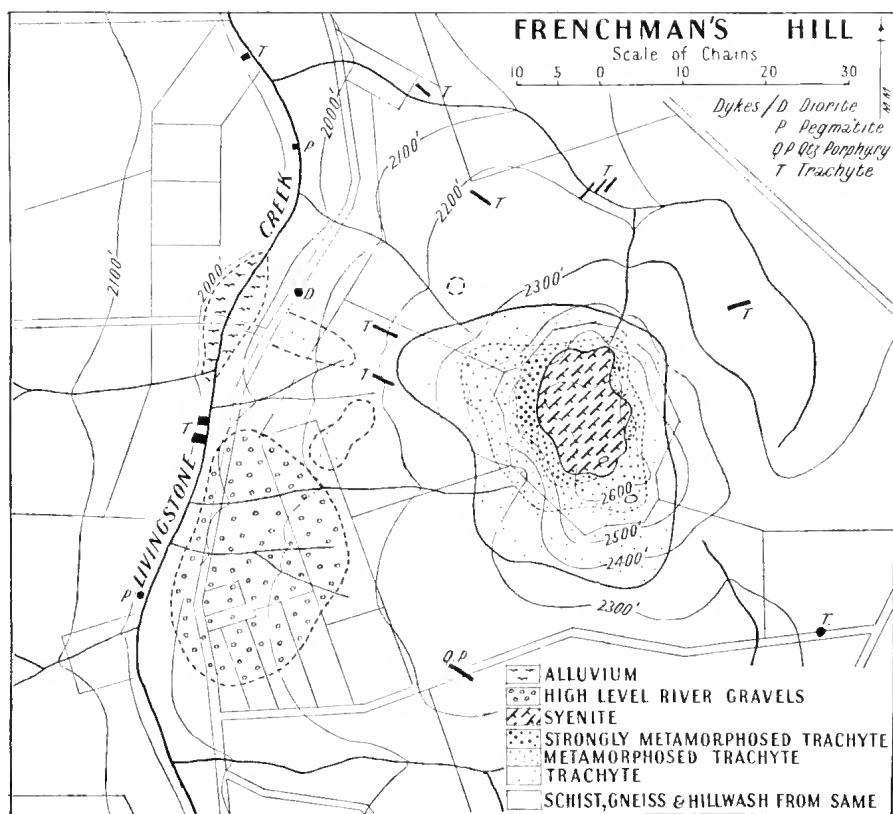 FRENCHMAN'S HILL
Scale of Chains
10 5 0 10 20 30
Dykes / D Diorite
P Pegmatite
QP Qtz Porphyry
T Trachyte
T
T
2000'
P
2100'
T
T
2200'
CREEK
2100'
2000'
2300'
D
T
T
T
T
2600'
LIVINGSTONE
2500'
2400'
P
2300'
T.
Q.P
ALLUVIUM
HIGH LEVEL RIVER GRAVELS
SYENITE
STRONGLY METAMORPHOSED TRACHYTE
METAMORPHOSED TRACHYTE
TRACHYTE
SCHIST, GNEISS & HILLWASH FROM SAME